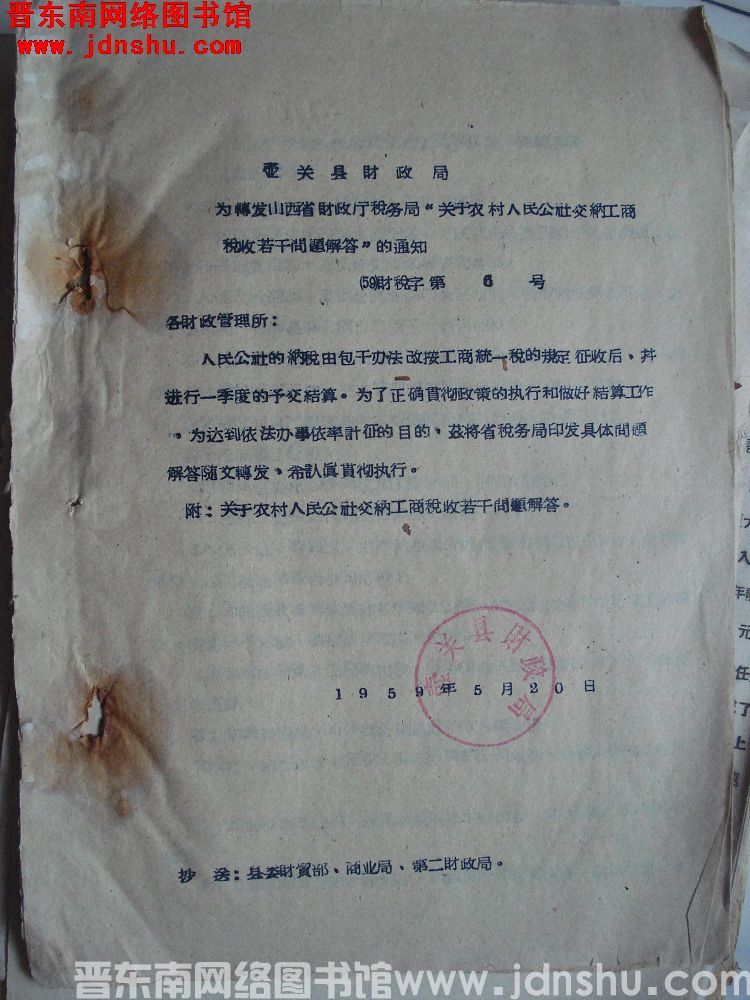 晋东南网络图书馆
www.jdnshu.com
壶关县財政局
为轉发山西省財政厅税务局“关于农村人民公社交納工商
税收若干問題解答”的通知
(59)財税字第 6 号
各財政管理所：
人民公社的納税由包干办法改按工商統一税的規定征收后，并
进行一季度的予交結算。为了正确貫彻政策的执行和做好結算工作
，为达到依法办事依率計征的目的，茲将省税务局印发具体問題
解答随文轉发，希認眞貫彻执行。
附：关于农村人民公社交納工商税收若干問題解答。
壶关县财政局
1959年5月20日
抄送：县委財貿部、商业局、第二財政局。
入
年
元
任
了
上
晋东南网络图书馆www.jdnshu.com